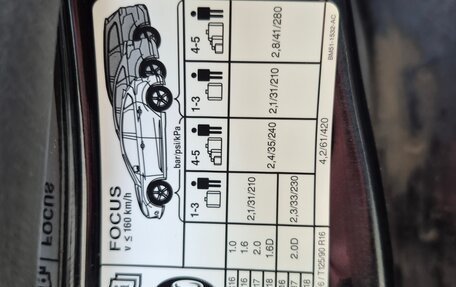 FOCUS
v ≤ 160 km/h
bar/psi/kPa
1-3
4-5
1-3
4-5
1.0
1.6
2.0
1.6D
2,1/31/210
2,4/35/240
2,1/31/210
2,8/41/280
2.0D
2,3/33/230
T125/90 R16
4,2/61/420
BM51-1532-AC
FOCUS